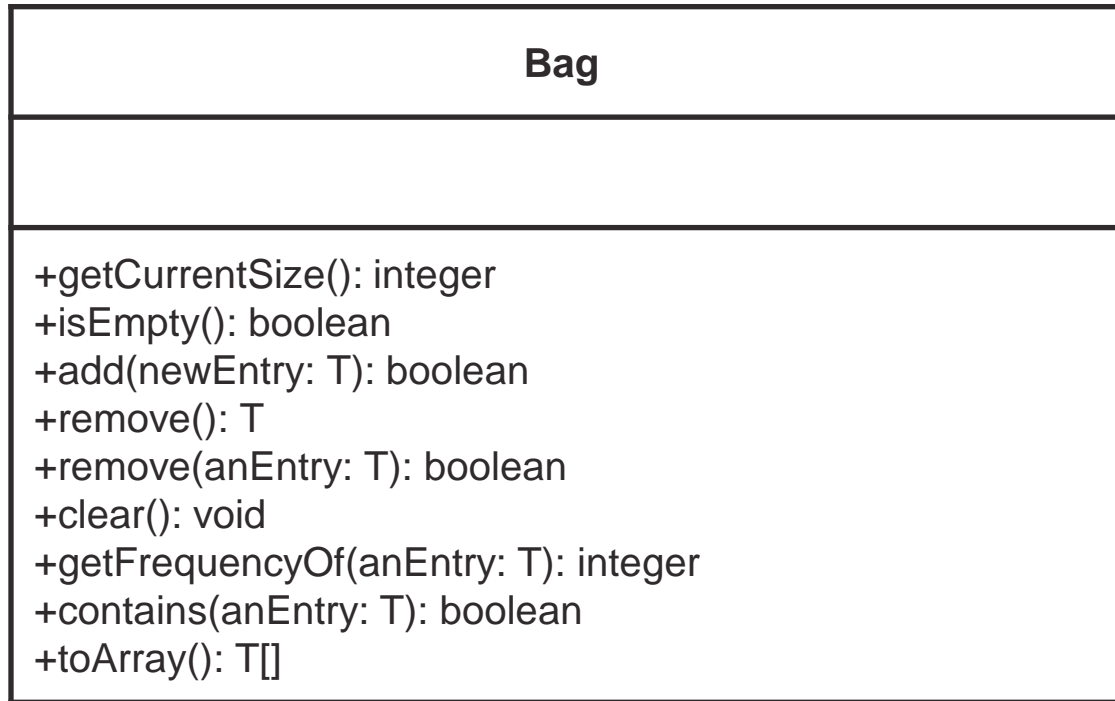 Bag
+getCurrentSize(): integer
+isEmpty(): boolean
+add(newEntry: T): boolean
+remove(): T
+remove(anEntry: T): boolean
+clear(): void
+getFrequencyOf(anEntry: T): integer
+contains(anEntry: T): boolean
+toArray(): T[]